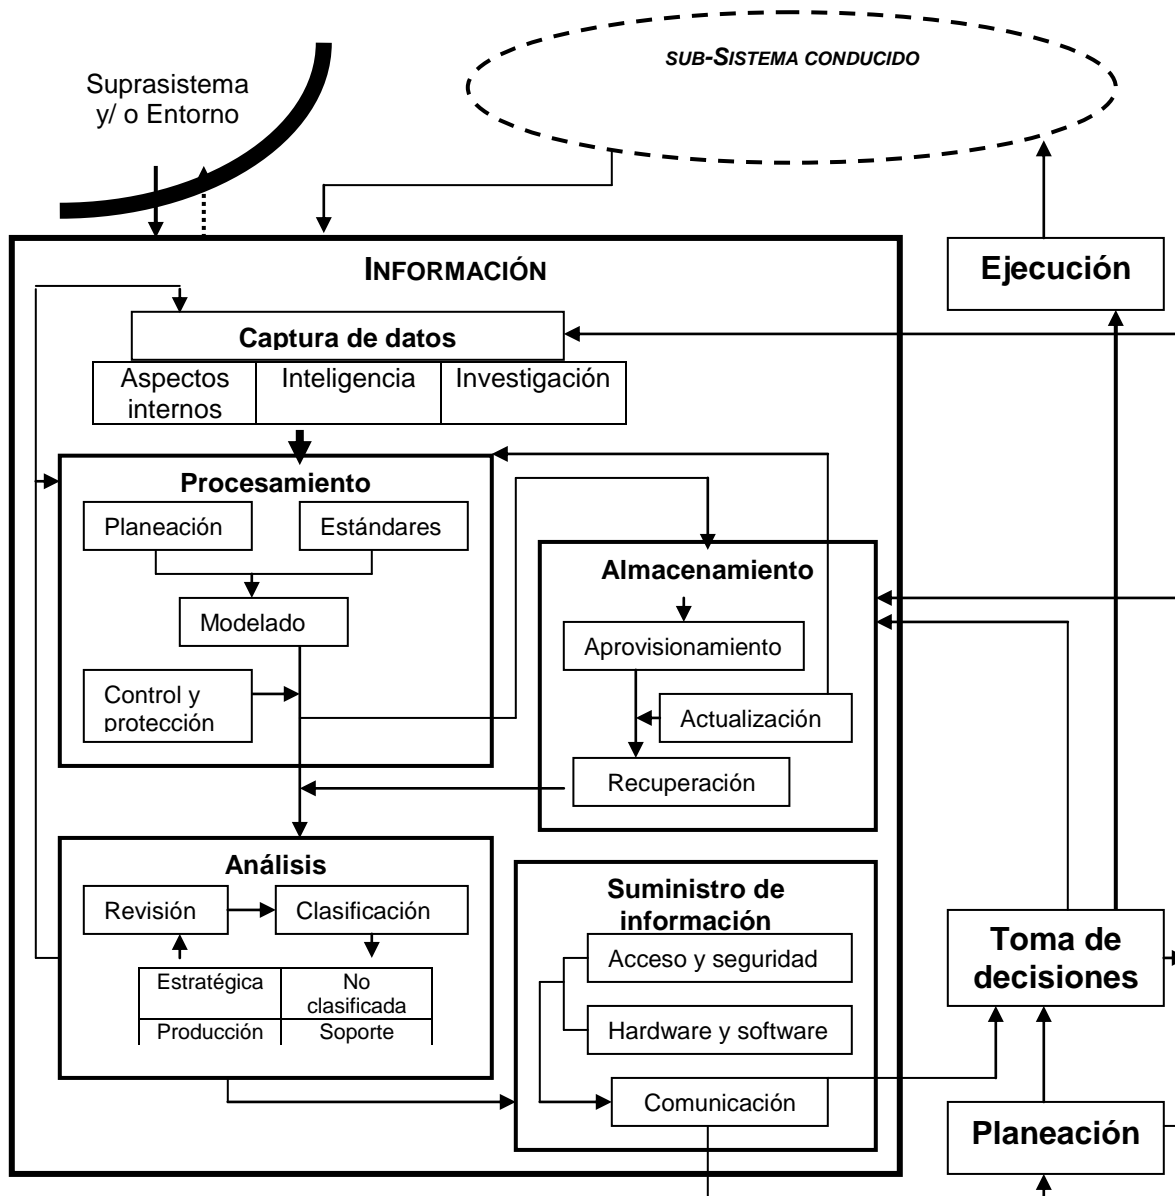 Suprasistema
y/ o Entorno
SUB-SISTEMA CONDUCIDO
INFORMACIÓN
Ejecución
Captura de datos
Aspectos
internos
Inteligencia
Investigación
Procesamiento
Planeación
Estándares
Modelado
Control y
protección
Almacenamiento
Aprovisionamiento
Actualización
Recuperación
Análisis
Revisión
Clasificación
Estratégica
No
clasificada
Producción
Soporte
Suministro de
información
Acceso y seguridad
Hardware y software
Comunicación
Toma de
decisiones
Planeación